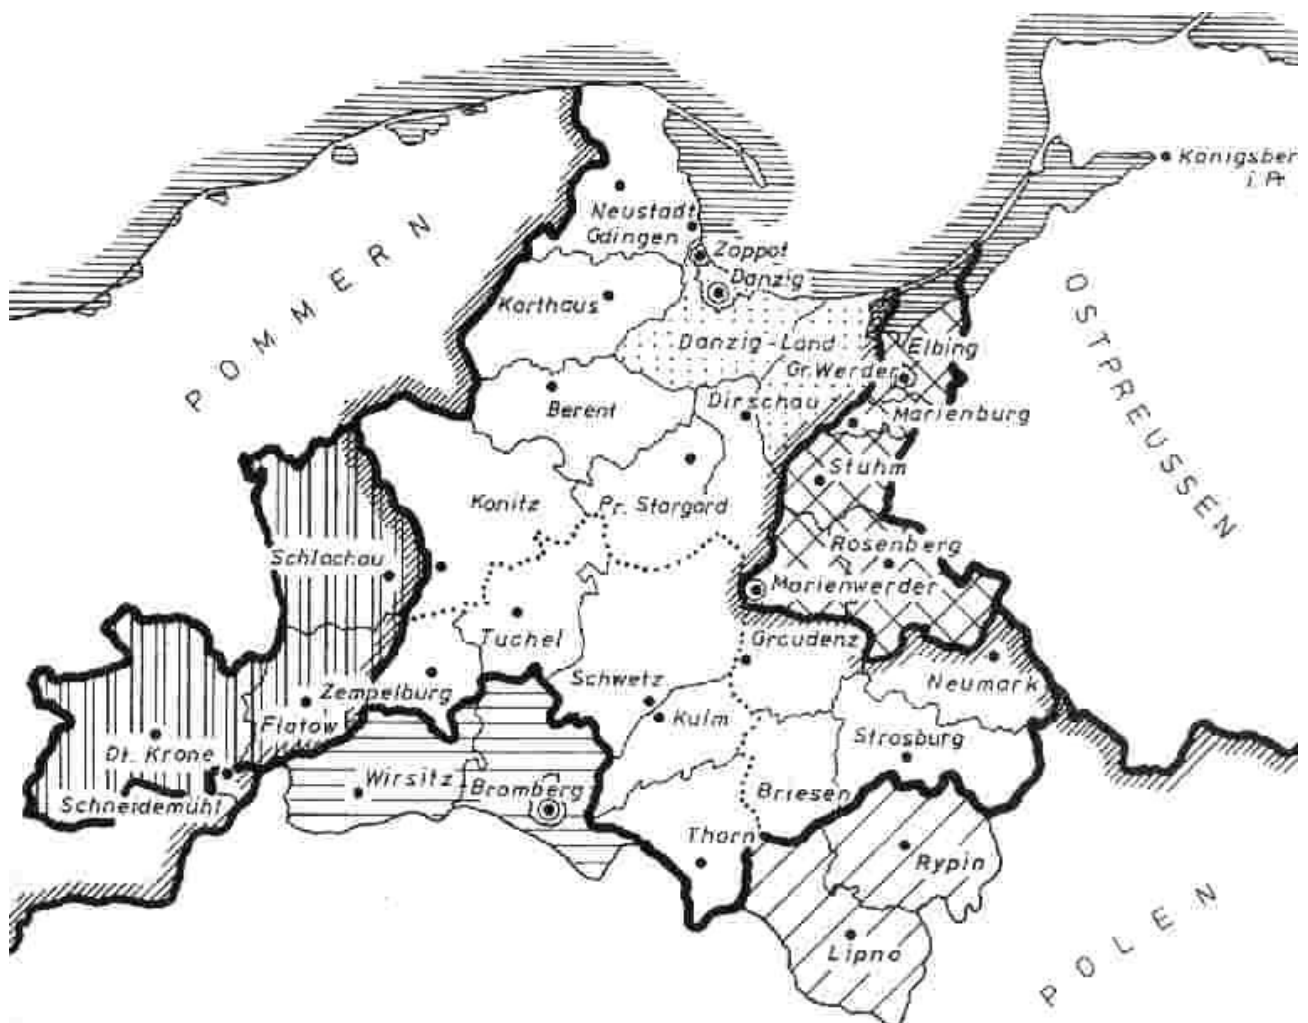 Königsber
i. Pr
Neustadt
Gdingen
Zoppot
Danzig
POMMERN
OSTPREUSSEN
Karthaus
Danzig-Land
Elbing
Gr. Werder
Berent
Dirschau
Marienburg
Stuhm
Konitz
Pr. Stargard
Schlachau
Rosenberg
Marienwerder
Tuchel
Graudenz
Schwetz
Neumark
Zempelburg
Flatow
Kulm
Strasburg
Dt. Krone
Wirsitz
Bromberg
Briesen
Schneidemühl
Thorn
Rypin
Lipno
POLEN